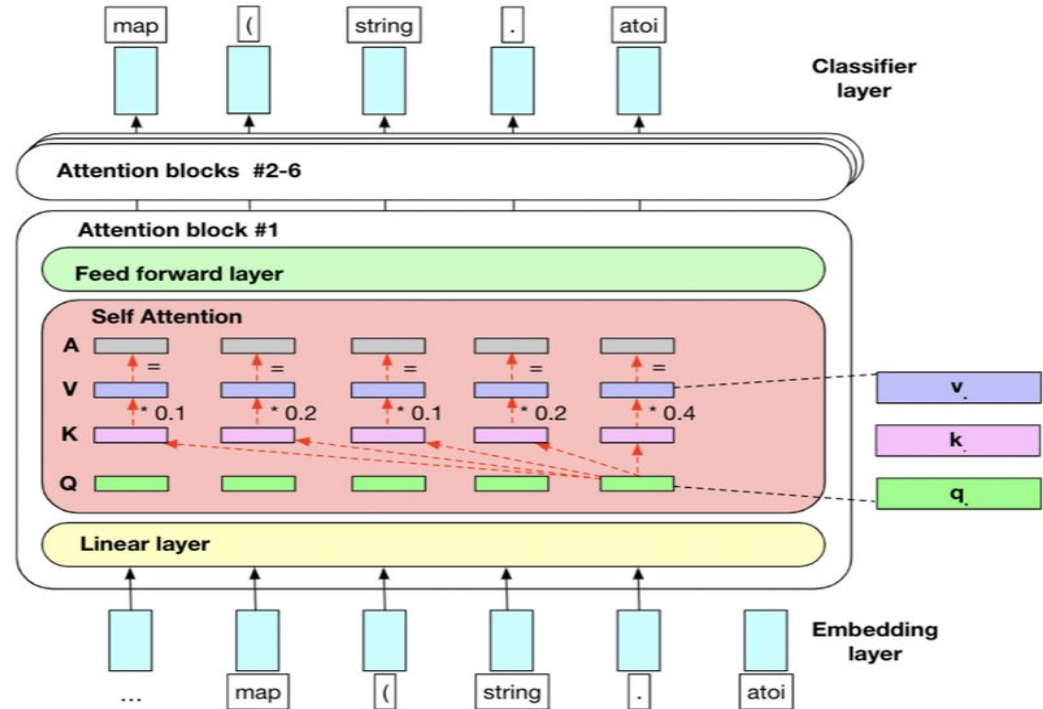 map ( string . atoi
Classifier
layer
Attention blocks #2-6
Attention block #1
Feed forward layer
Self Attention
A
= = = = =
V
* 0.1 * 0.2 * 0.1 * 0.2 * 0.4
K
Q
v.
k.
q.
Linear layer
Embedding
layer
... map ( string . atoi